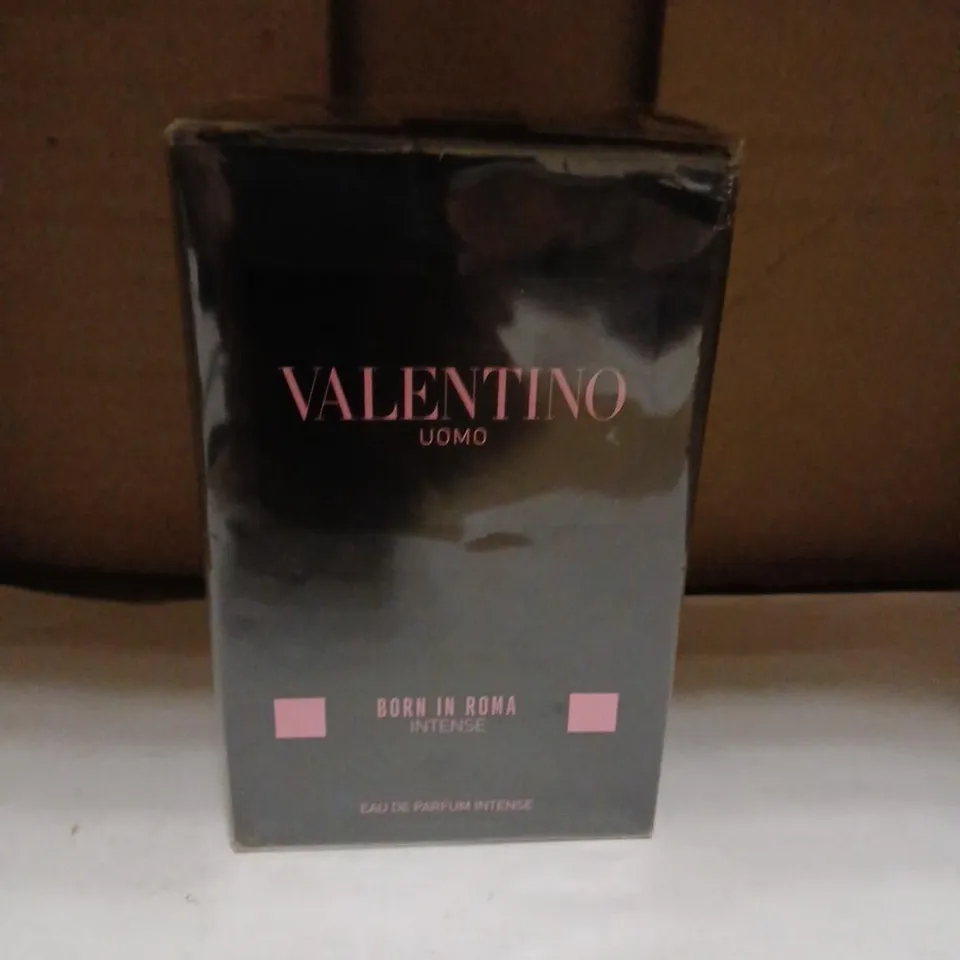 VALENTINO
UOMO
BORN IN ROMA
INTENSE
EAU DE PARFUM INTENSE